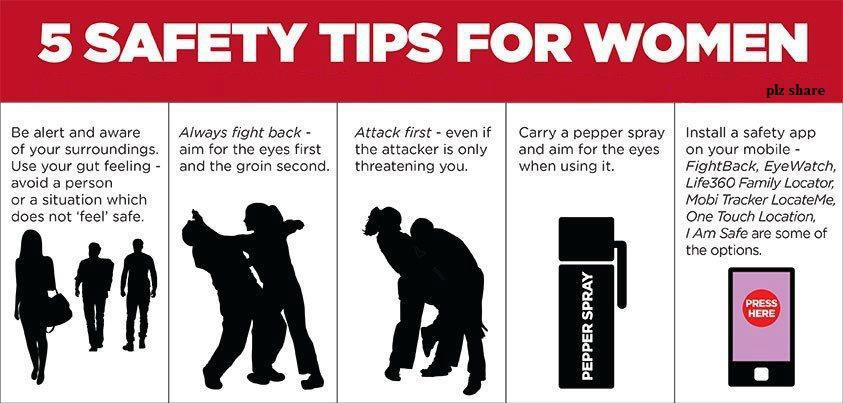 5 SAFETY TIPS FOR WOMEN
plz share
Be alert and aware
of your surroundings.
Use your gut feeling -
avoid a person
or a situation which
does not 'feel' safe.
Always fight back -
aim for the eyes first
and the groin second.
Attack first - even if
the attacker is only
threatening you.
Carry a pepper spray
and aim for the eyes
when using it.
PEPPER SPRAY
Install a safety app
on your mobile -
FightBack, EyeWatch,
Life360 Family Locator,
Mobi Tracker LocateMe,
One Touch Location,
I Am Safe are some of
the options.
PRESS
HERE